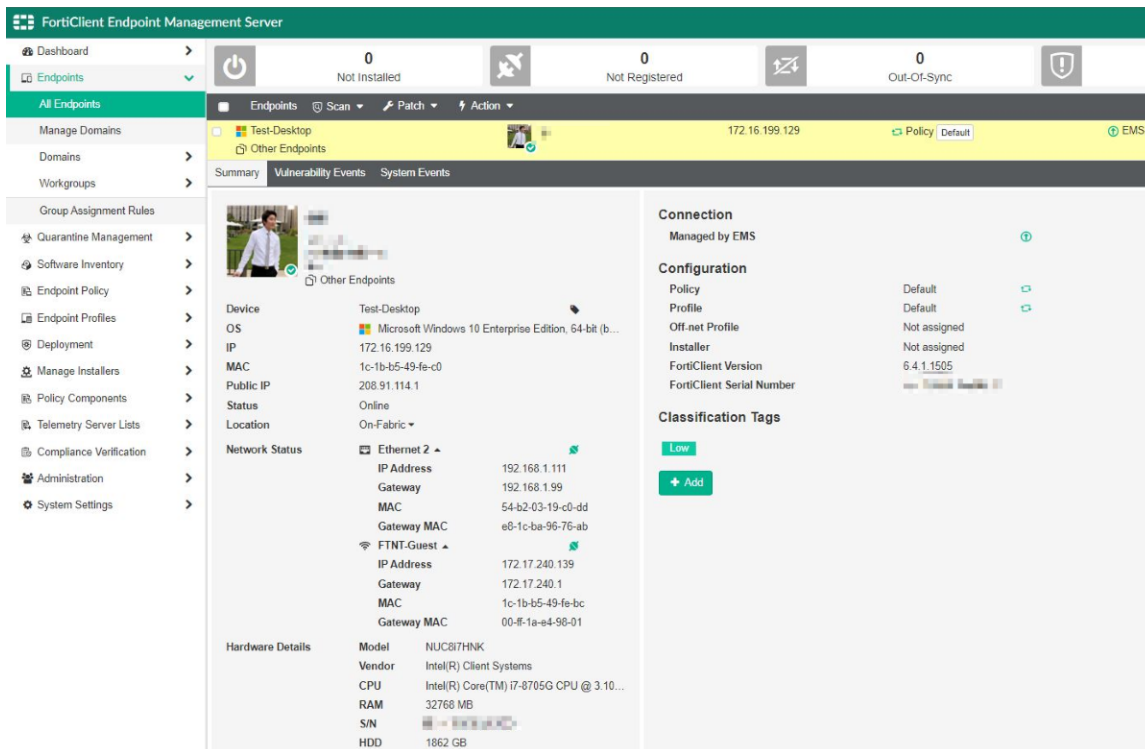 FortiClient Endpoint Management Server
Dashboard
Endpoints
All Endpoints
Manage Domains
Domains
Workgroups
Group Assignment Rules
Quarantine Management
Software Inventory
Endpoint Policy
Endpoint Profiles
Deployment
Manage Installers
Policy Components
Telemetry Server Lists
Compliance Verification
Administration
System Settings
0
Not Installed
0
Not Registered
0
Out-Of-Sync
Endpoints Scan Patch Action
Test-Desktop 172.16.199.129 Policy Default EMS
Other Endpoints
Summary Vulnerability Events System Events
Other Endpoints
Device Test-Desktop
OS Microsoft Windows 10 Enterprise Edition, 64-bit (b...
IP 172.16.199.129
MAC 1c-1b-b5-49-fe-c0
Public IP 208.91.114.1
Status Online
Location On-Fabric
Network Status Ethernet 2
IP Address 192.168.1.111
Gateway 192.168.1.99
MAC 54-b2-03-19-c0-dd
Gateway MAC e8-1c-ba-96-76-ab
FTNT-Guest
IP Address 172.17.240.139
Gateway 172.17.240.1
MAC 1c-1b-b5-49-fe-bc
Gateway MAC 00-ff-1a-e4-98-01
Hardware Details Model NUC8i7HNK
Vendor Intel(R) Client Systems
CPU Intel(R) Core(TM) i7-8705G CPU @ 3.10...
RAM 32768 MB
S/N
HDD 1862 GB
Connection
Managed by EMS
Configuration
Policy Default
Profile Default
Off-net Profile Not assigned
Installer Not assigned
FortiClient Version 6.4.1.1505
FortiClient Serial Number
Classification Tags
Low
+ Add